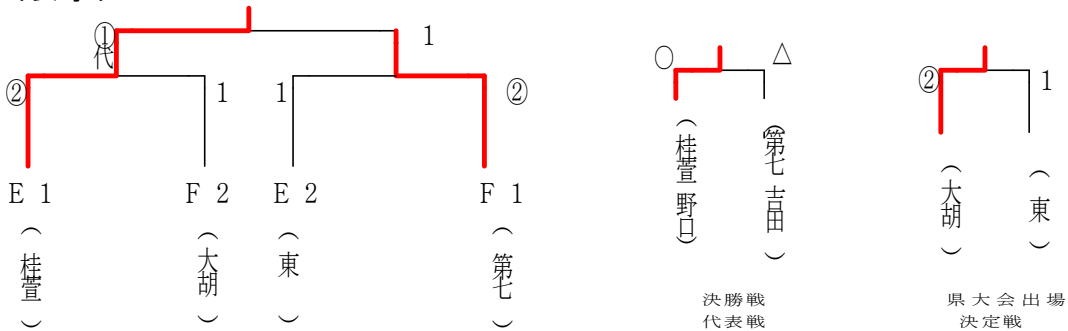 ① 1 ○ △
代
② 1 1 ② ② 1
E 1 F 2 E 2 F 1
(桂萱) (大胡) (東) (第七) (桂萱 野口) (第七 吉田) (大胡) (東)
決勝戦 県大会出場
代表戦 決定戦